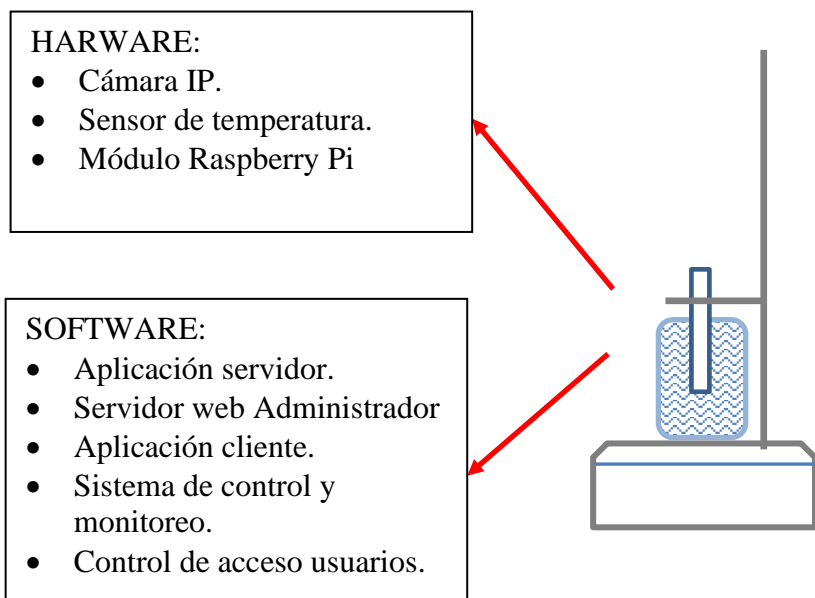 HARWARE:
• Cámara IP.
• Sensor de temperatura.
• Módulo Raspberry Pi
SOFTWARE:
• Aplicación servidor.
• Servidor web Administrador
• Aplicación cliente.
• Sistema de control y
monitoreo.
• Control de acceso usuarios.